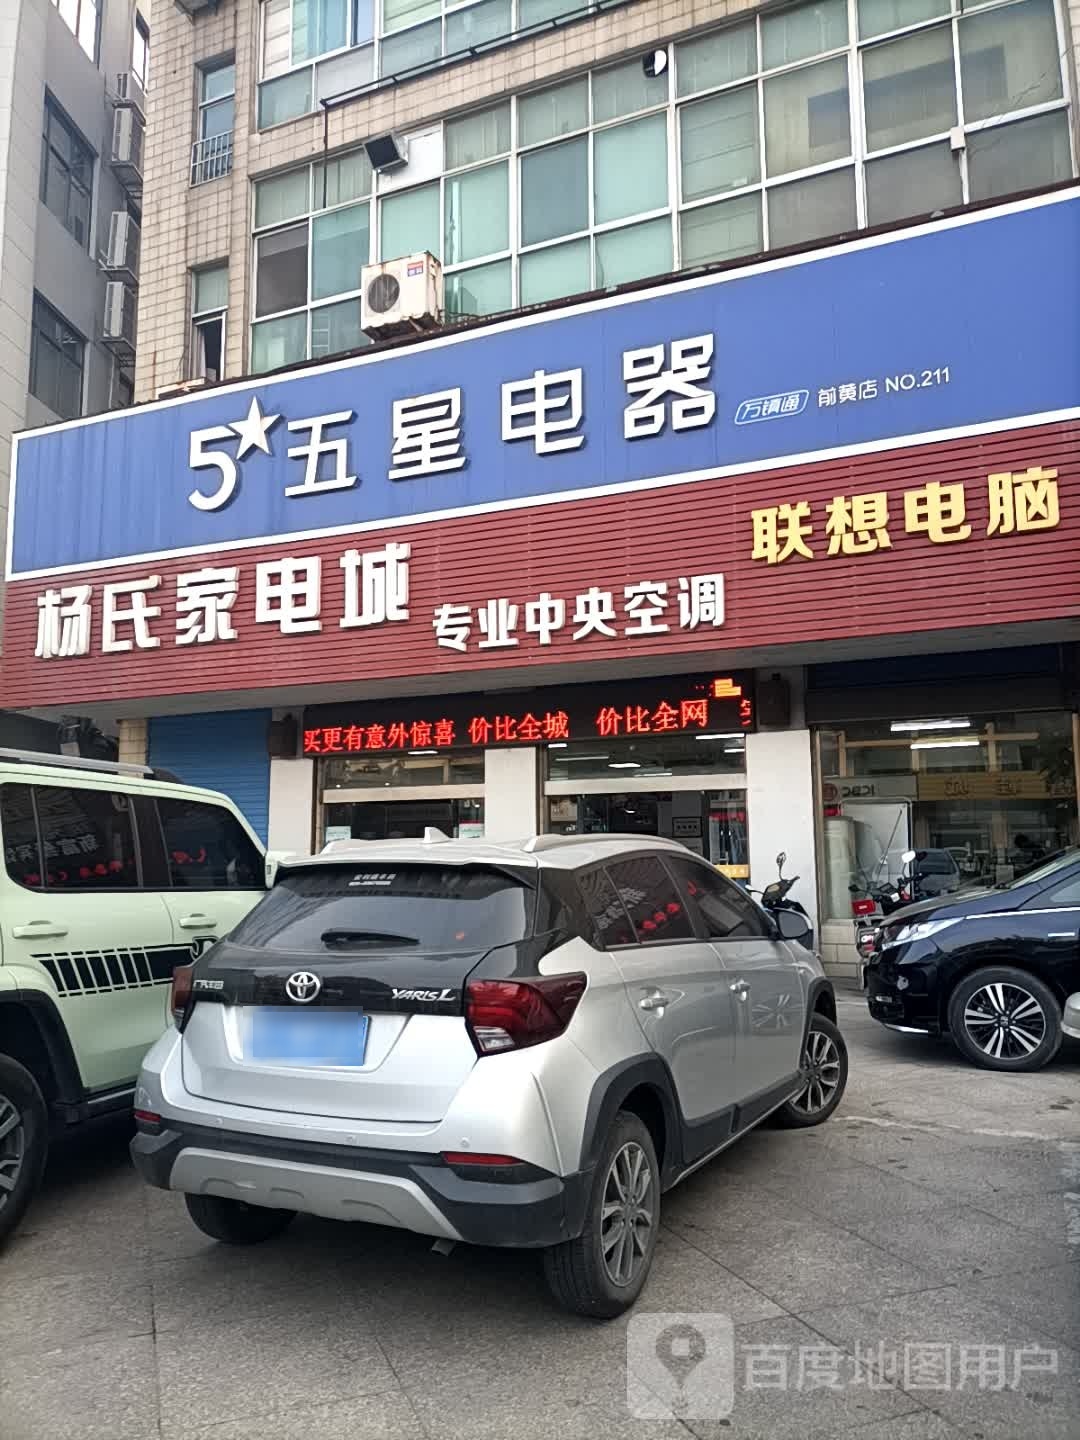 5 五星电器 万镇通 前黄店 NO.211
联想电脑
杨氏家电城 专业中央空调
买更有意外惊喜 价比全城 价比全网
ICBC
YARiS L
百度地图用户